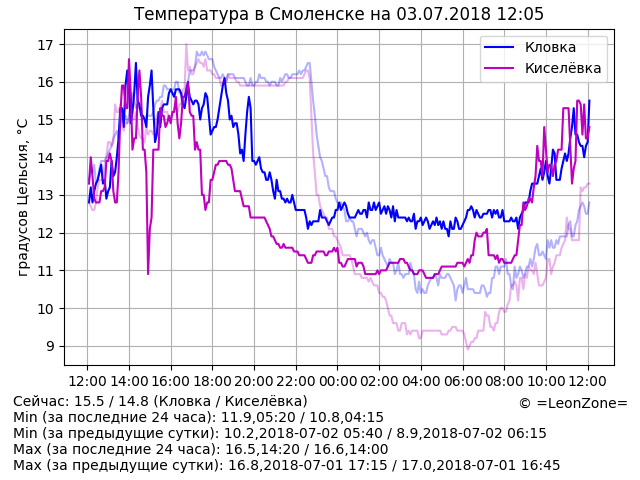 Температура в Смоленске на 03.07.2018 12:05
градусов Цельсия, °C
17
16
15
14
13
12
11
10
9
Кловка
Киселёвка
12:00 14:00 16:00 18:00 20:00 22:00 00:00 02:00 04:00 06:00 08:00 10:00 12:00
Сейчас: 15.5 / 14.8 (Кловка / Киселёвка)
© =LeonZone=
Min (за последние 24 часа): 11.9,05:20 / 10.8,04:15
Min (за предыдущие сутки): 10.2,2018-07-02 05:40 / 8.9,2018-07-02 06:15
Max (за последние 24 часа): 16.5,14:20 / 16.6,14:00
Max (за предыдущие сутки): 16.8,2018-07-01 17:15 / 17.0,2018-07-01 16:45